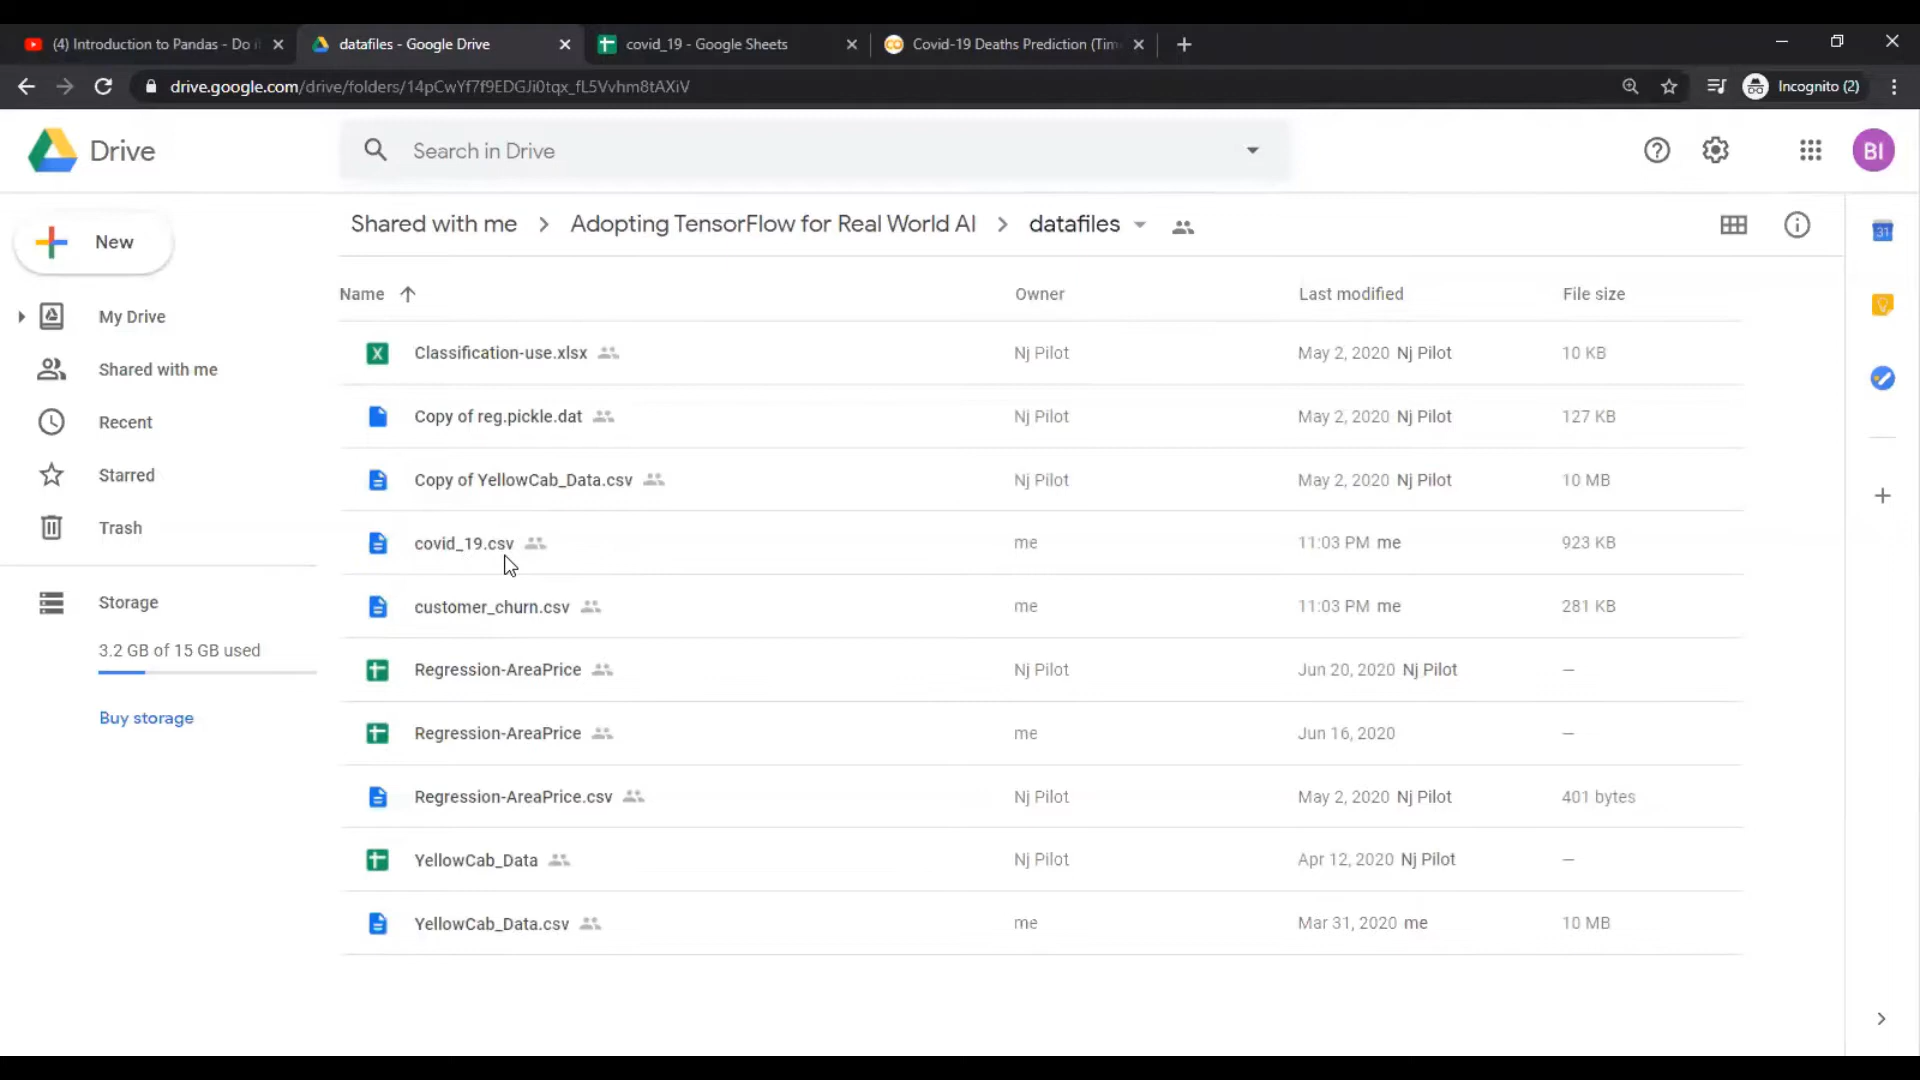 (4) Introduction to Pandas - Do it
datafiles - Google Drive
covid_19 - Google Sheets
Covid-19 Deaths Prediction (Tim
drive.google.com/drive/folders/14pCwYf7f9EDGJi0tqx_fL5Vvhm8tAXiV
Incognito (2)
Drive
Search in Drive
BI
New
Shared with me > Adopting TensorFlow for Real World AI > datafiles
31
Name Owner Last modified File size
My Drive
Shared with me
Recent
Starred
Trash
Storage
3.2 GB of 15 GB used
Buy storage
Classification-use.xlsx Nj Pilot May 2, 2020 Nj Pilot 10 KB
Copy of reg.pickle.dat Nj Pilot May 2, 2020 Nj Pilot 127 KB
Copy of YellowCab_Data.csv Nj Pilot May 2, 2020 Nj Pilot 10 MB
covid_19.csv me 11:03 PM me 923 KB
customer_churn.csv me 11:03 PM me 281 KB
Regression-AreaPrice Nj Pilot Jun 20, 2020 Nj Pilot –
Regression-AreaPrice me Jun 16, 2020 –
Regression-AreaPrice.csv Nj Pilot May 2, 2020 Nj Pilot 401 bytes
YellowCab_Data Nj Pilot Apr 12, 2020 Nj Pilot –
YellowCab_Data.csv me Mar 31, 2020 me 10 MB